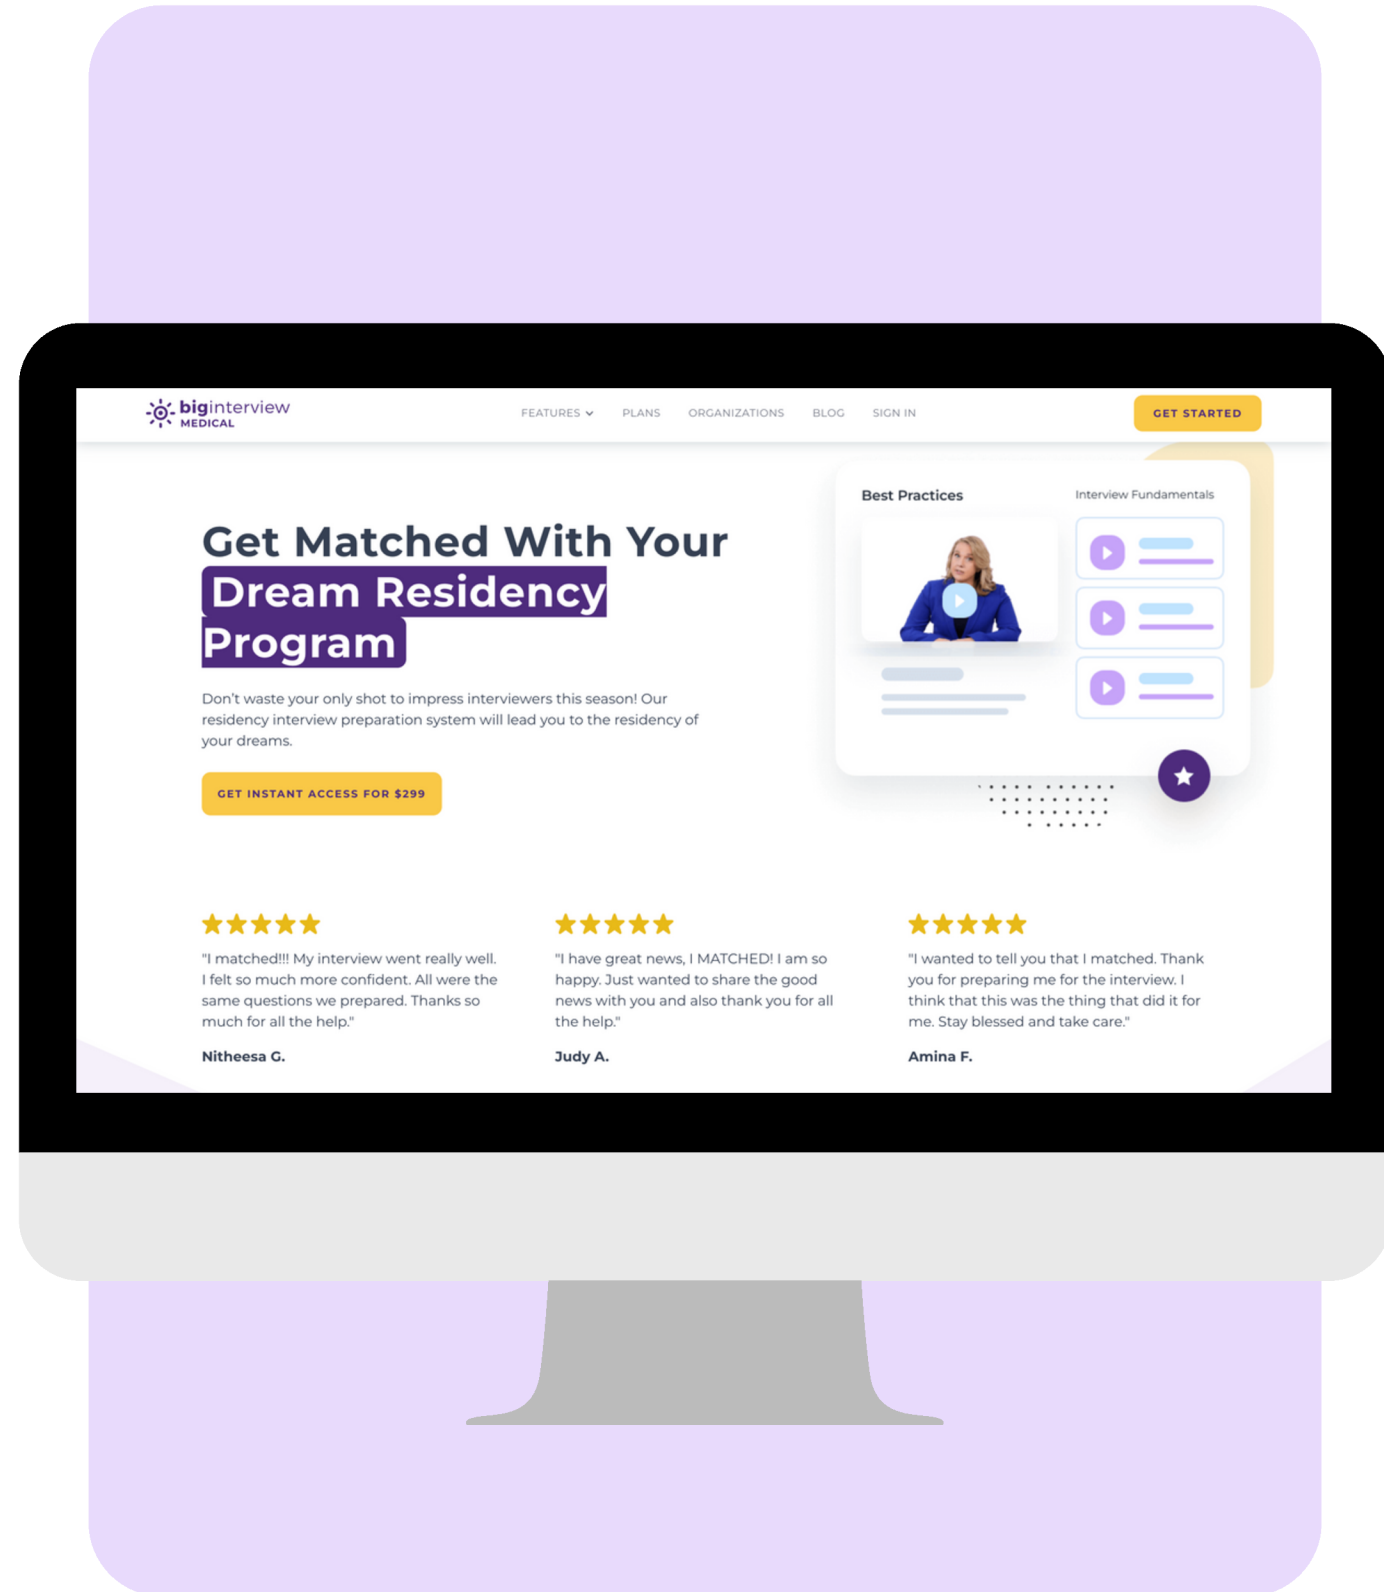 biginterview
MEDICAL
FEATURES
PLANS
ORGANIZATIONS
BLOG
SIGN IN
GET STARTED
Get Matched With Your
Dream Residency
Program
Don't waste your only shot to impress interviewers this season! Our
residency interview preparation system will lead you to the residency of
your dreams.
GET INSTANT ACCESS FOR $299
Best Practices
Interview Fundamentals
"I matched!!! My interview went really well.
I felt so much more confident. All were the
same questions we prepared. Thanks so
much for all the help."
Nitheesa G.
"I have great news, I MATCHED! I am so
happy. Just wanted to share the good
news with you and also thank you for all
the help."
Judy A.
"I wanted to tell you that I matched. Thank
you for preparing me for the interview. I
think that this was the thing that did it for
me. Stay blessed and take care."
Amina F.